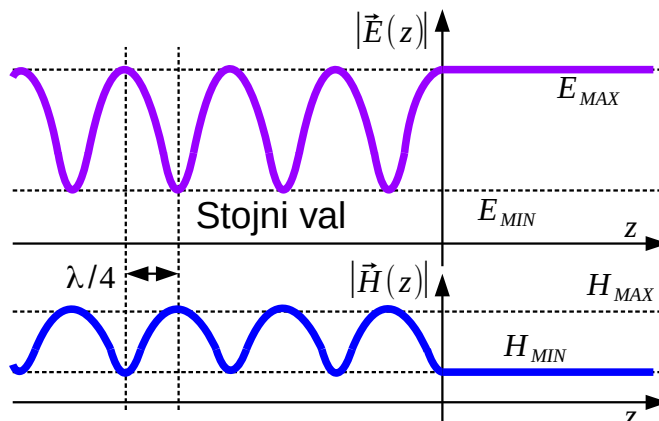 |E⃗(z)|
E_MAX
Stojni val
E_MIN
z
λ/4
|H⃗(z)|
H_MAX
H_MIN
z